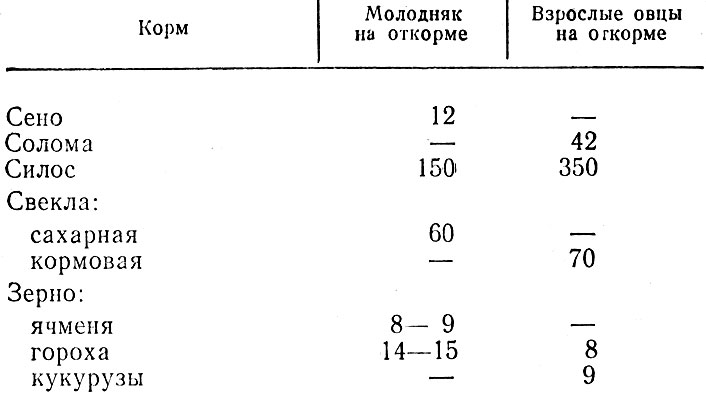 Корм Молодняк на откорме Взрослые овцы на откорме
Сено 12 —
Солома — 42
Силос 150 350
Свекла:
сахарная 60 —
кормовая — 70
Зерно:
ячменя 8— 9 —
гороха 14—15 8
кукурузы — 9